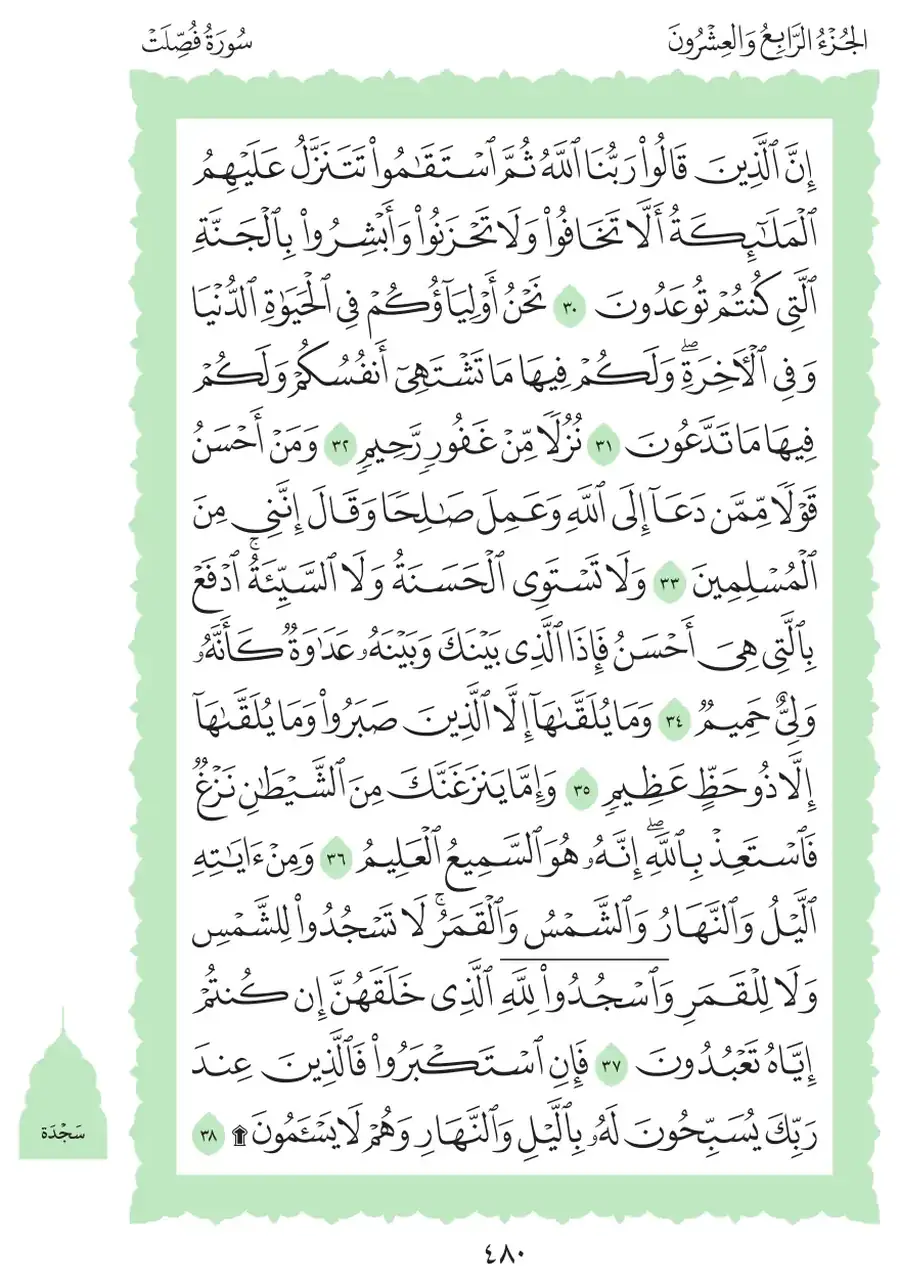 الجُزْءُ الرَّابِعُ وَالعِشْرُونَ
سُورَةُ فُصِّلَتْ
إِنَّ ٱلَّذِينَ قَالُوا۟ رَبُّنَا ٱللَّهُ ثُمَّ ٱسْتَقَـٰمُوا۟ تَتَنَزَّلُ عَلَيْهِمُ
ٱلْمَلَـٰٓئِكَةُ أَلَّا تَخَافُوا۟ وَلَا تَحْزَنُوا۟ وَأَبْشِرُوا۟ بِٱلْجَنَّةِ
ٱلَّتِى كُنتُمْ تُوعَدُونَ ٣٠ نَحْنُ أَوْلِيَآؤُكُمْ فِى ٱلْحَيَوٰةِ ٱلدُّنْيَا
وَفِى ٱلْـَٔاخِرَةِ ۖ وَلَكُمْ فِيهَا مَا تَشْتَهِىٓ أَنفُسُكُمْ وَلَكُمْ
فِيهَا مَا تَدَّعُونَ ٣١ نُزُلًا مِّنْ غَفُورٍ رَّحِيمٍ ٣٢ وَمَنْ أَحْسَنُ
قَوْلًا مِّمَّن دَعَآ إِلَى ٱللَّهِ وَعَمِلَ صَـٰلِحًا وَقَالَ إِنَّنِى مِنَ
ٱلْمُسْلِمِينَ ٣٣ وَلَا تَسْتَوِى ٱلْحَسَنَةُ وَلَا ٱلسَّيِّئَةُ ۚ ٱدْفَعْ
بِٱلَّتِى هِىَ أَحْسَنُ فَإِذَا ٱلَّذِى بَيْنَكَ وَبَيْنَهُۥ عَدَٰوَةٌ كَأَنَّهُۥ
وَلِىٌّ حَمِيمٌ ٣٤ وَمَا يُلَقَّىٰهَآ إِلَّا ٱلَّذِينَ صَبَرُوا۟ وَمَا يُلَقَّىٰهَآ
إِلَّا ذُو حَظٍّ عَظِيمٍ ٣٥ وَإِمَّا يَنزَغَنَّكَ مِنَ ٱلشَّيْطَـٰنِ نَزْغٌ
فَٱسْتَعِذْ بِٱللَّهِ ۖ إِنَّهُۥ هُوَ ٱلسَّمِيعُ ٱلْعَلِيمُ ٣٦ وَمِنْ ءَايَـٰتِهِ
ٱلَّيْلُ وَٱلنَّهَارُ وَٱلشَّمْسُ وَٱلْقَمَرُ ۚ لَا تَسْجُدُوا۟ لِلشَّمْسِ
وَلَا لِلْقَمَرِ وَٱسْجُدُوا۟ لِلَّهِ ٱلَّذِى خَلَقَهُنَّ إِن كُنتُمْ
إِيَّاهُ تَعْبُدُونَ ٣٧ فَإِنِ ٱسْتَكْبَرُوا۟ فَٱلَّذِينَ عِندَ
رَبِّكَ يُسَبِّحُونَ لَهُۥ بِٱلَّيْلِ وَٱلنَّهَارِ وَهُمْ لَا يَسْـَٔمُونَ ۩ ٣٨
سَجْدَة
٤٨٠